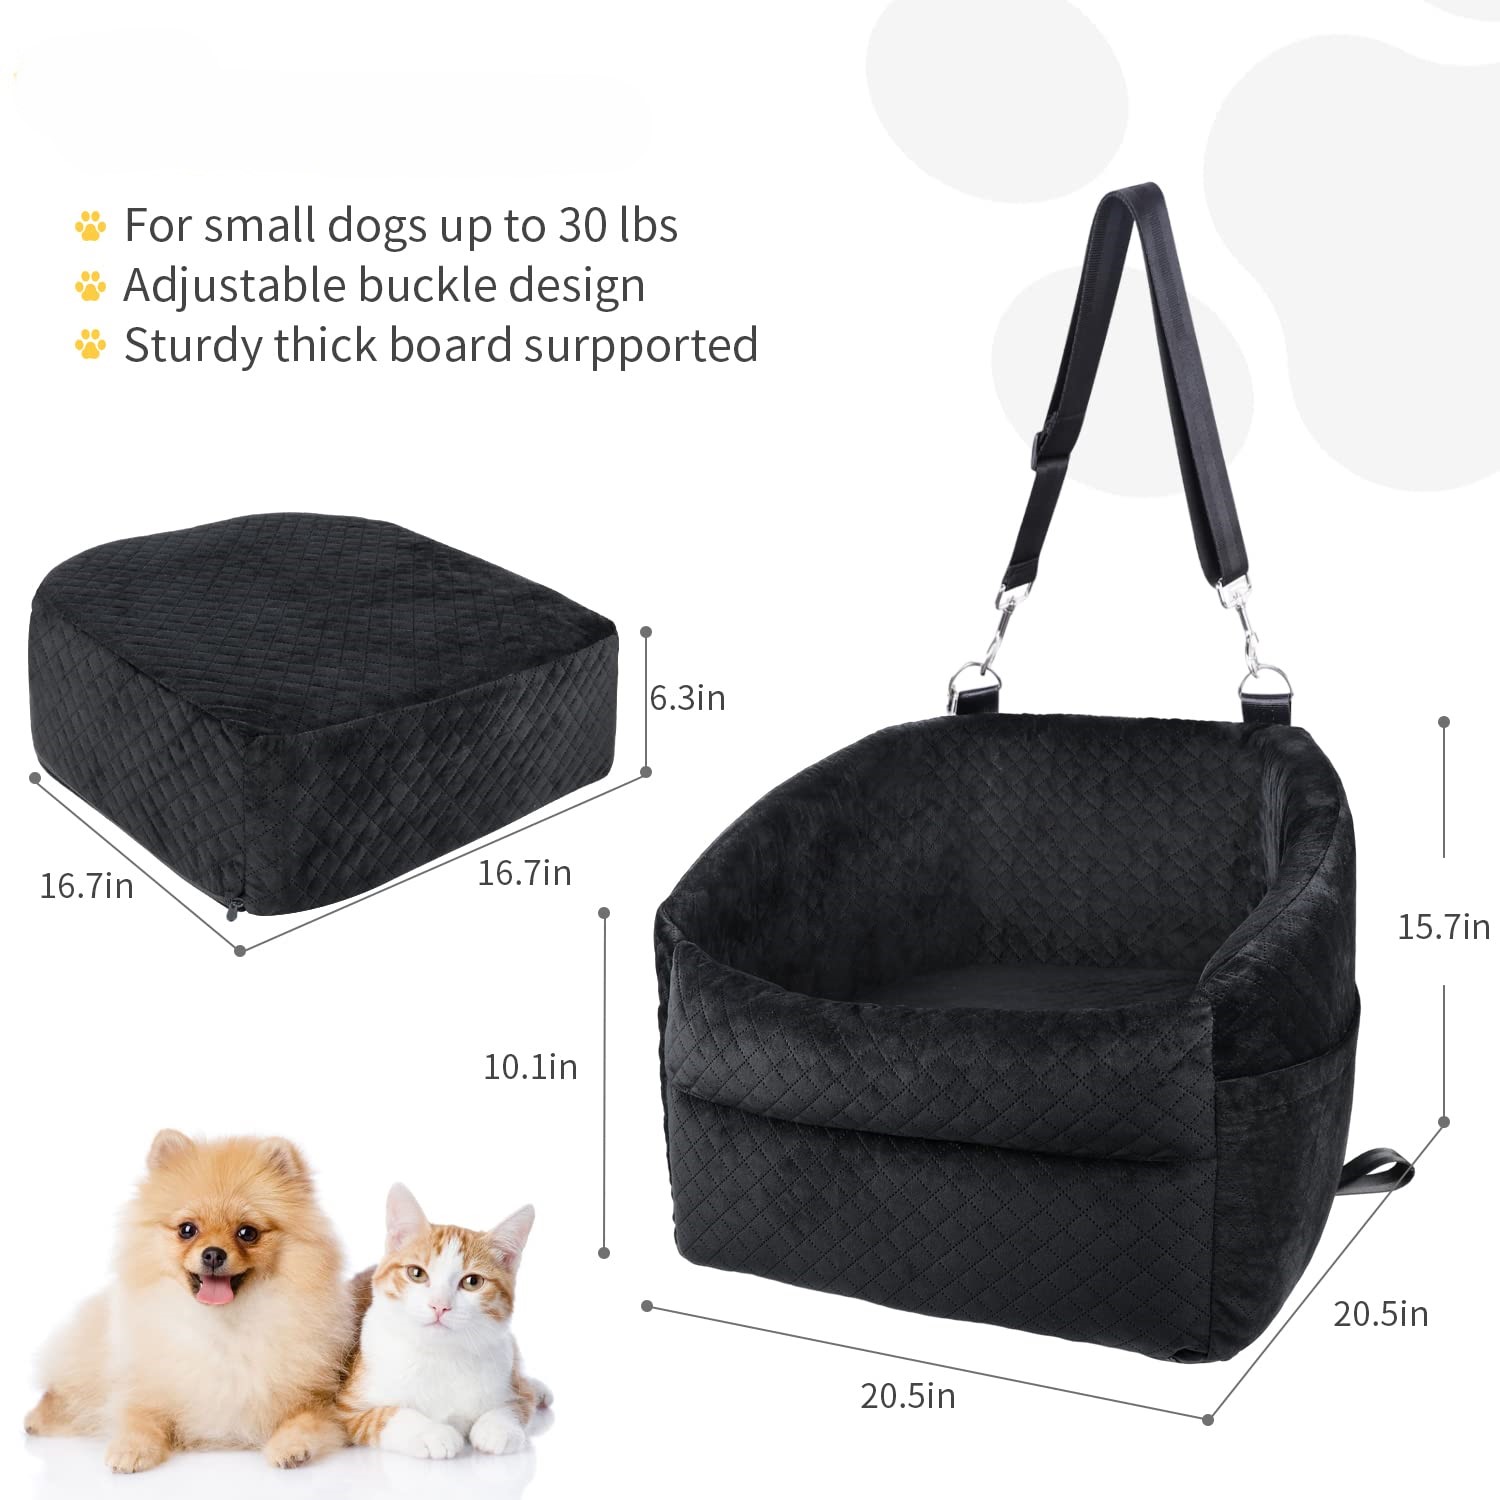 For small dogs up to 30 lbs
Adjustable buckle design
Sturdy thick board surpported
6.3in
16.7in
16.7in
15.7in
10.1in
20.5in
20.5in